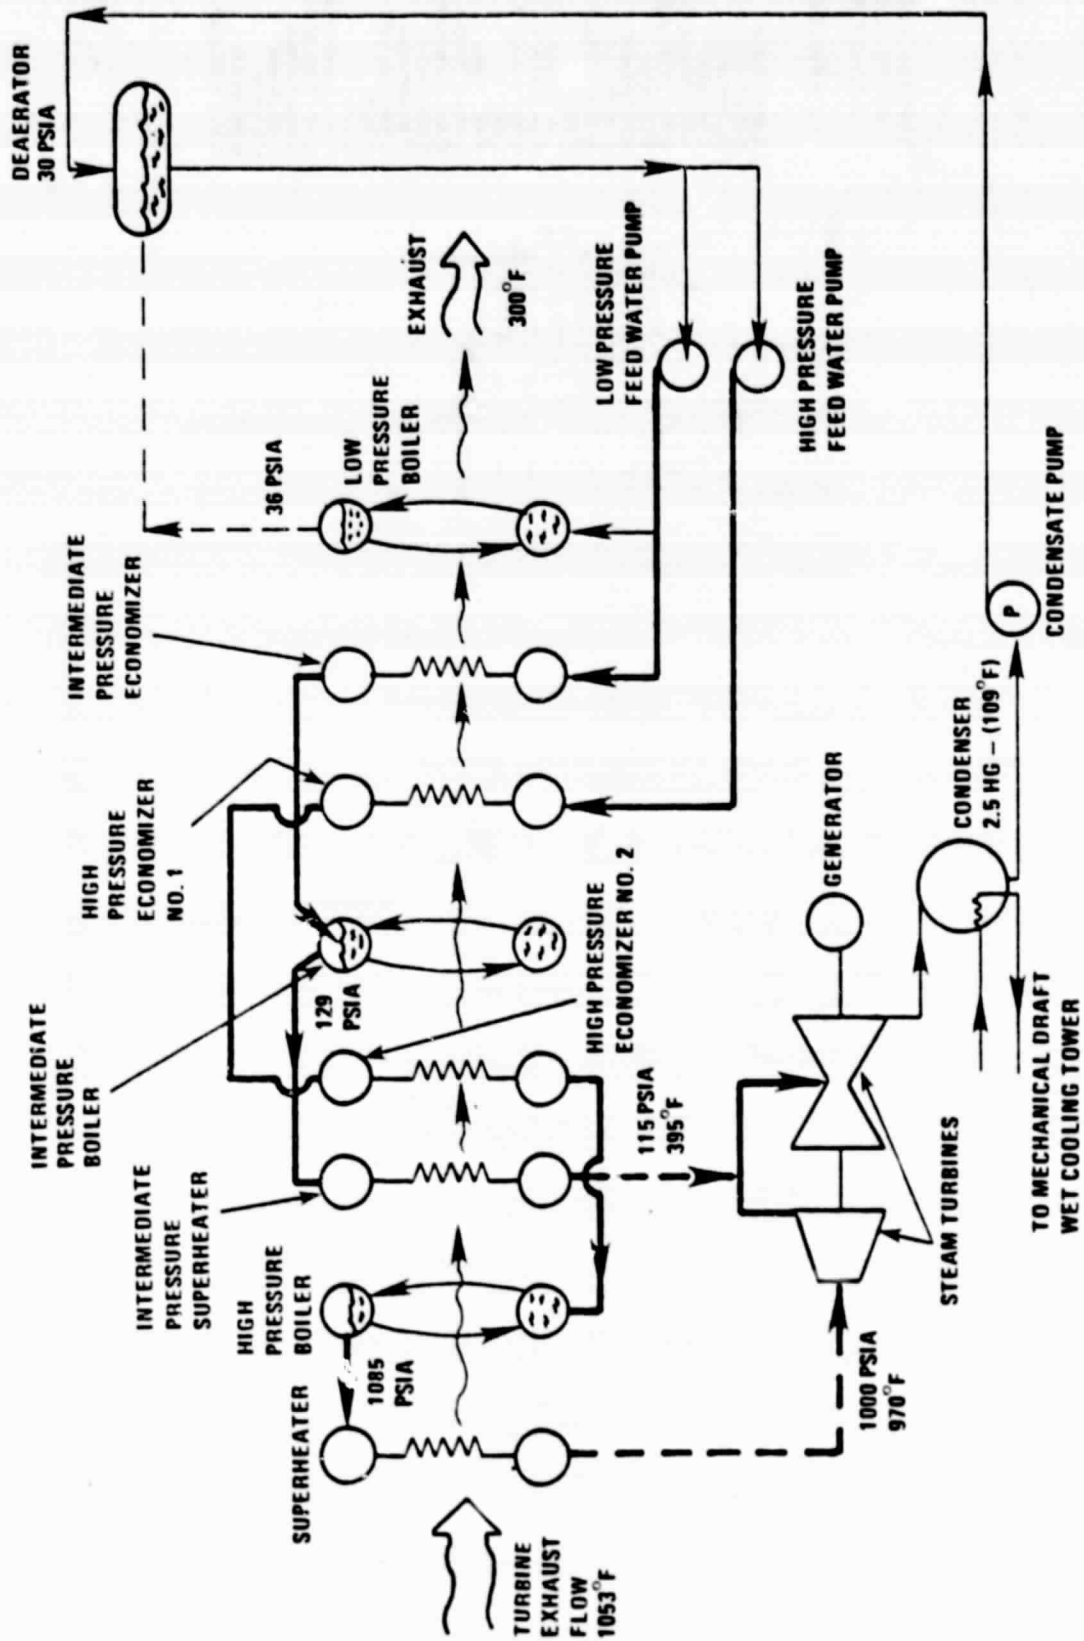 DEAERATOR
30 PSIA
EXHAUST
300°F
LOW PRESSURE
FEED WATER PUMP
HIGH PRESSURE
FEED WATER PUMP
36 PSIA
LOW
PRESSURE
BOILER
INTERMEDIATE
PRESSURE
ECONOMIZER
P
CONDENSATE PUMP
HIGH
PRESSURE
ECONOMIZER
NO. 1
HIGH PRESSURE
ECONOMIZER NO. 2
GENERATOR
CONDENSER
2.5 HG – (109°F)
INTERMEDIATE
PRESSURE
BOILER
129
PSIA
115 PSIA
395°F
TO MECHANICAL DRAFT
WET COOLING TOWER
INTERMEDIATE
PRESSURE
SUPERHEATER
STEAM TURBINES
HIGH
PRESSURE
BOILER
1085
PSIA
SUPERHEATER
1000 PSIA
970°F
TURBINE
EXHAUST
FLOW
1053°F